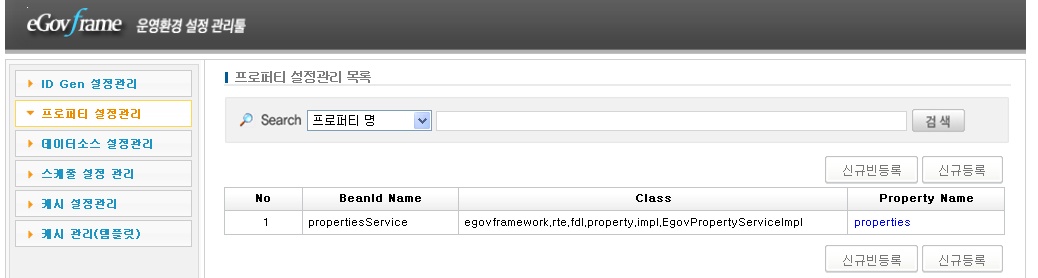 eGovframe 운영환경 설정 관리툴
ID Gen 설정관리
프로퍼티 설정관리
데이터소스 설정관리
스케줄 설정 관리
캐시 설정관리
캐시 관리(템플릿)
프로퍼티 설정관리 목록
Search 프로퍼티 명 검색
신규빈등록 신규등록
No BeanId Name Class Property Name
1 propertiesService egovframework,rte,fdl,property,impl,EgovPropertyServiceImpl properties
신규빈등록 신규등록